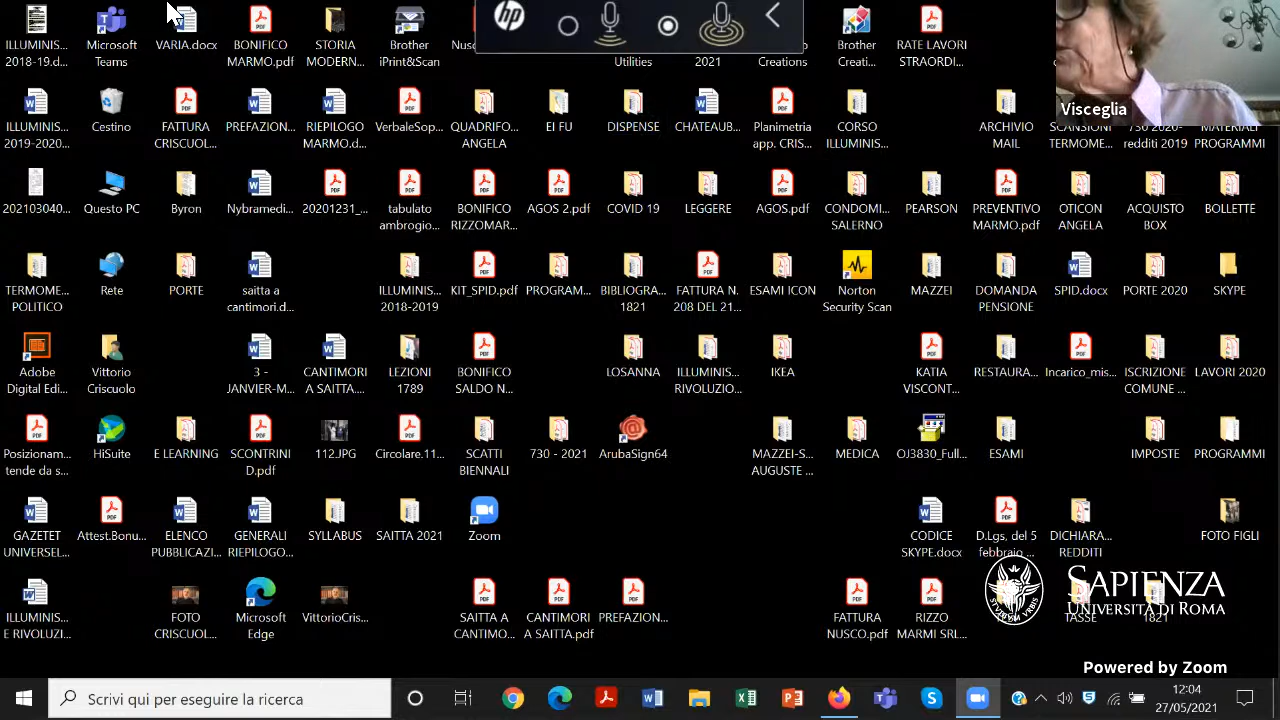 ILLUMINIS...
2018-19.d...
Microsoft
Teams
VARIA.docx
BONIFICO
MARMO.pdf
STORIA
MODERN...
Brother
iPrint&Scan
hp
Utilities
2021
Creations
Brother
Creati...
RATE LAVORI
STRAORDI...
Visceglia
ILLUMINIS...
2019-2020...
Cestino
FATTURA
CRISCUOL...
PREFAZION...
RIEPILOGO
MARMO.d...
VerbaleSop...
QUADRIFO...
ANGELA
EI FU
DISPENSE
CHATEAUB...
Planimetria
app. CRIS...
CORSO
ILLUMINIS...
ARCHIVIO
MAIL
SCANSIONI
TERMOME...
730 2020-
redditi 2019
MATERIALI
PROGRAMMI
202103040...
Questo PC
Byron
Nybramedi...
20201231_...
tabulato
ambrogio...
BONIFICO
RIZZOMAR...
AGOS 2.pdf
COVID 19
LEGGERE
AGOS.pdf
CONDOMI...
SALERNO
PEARSON
PREVENTIVO
MARMO.pdf
OTICON
ANGELA
ACQUISTO
BOX
BOLLETTE
TERMOME...
POLITICO
Rete
PORTE
saitta a
cantimori.d...
ILLUMINIS...
2018-2019
KIT_SPID.pdf
PROGRAM...
BIBLIOGRA...
1821
FATTURA N.
208 DEL 21...
ESAMI ICON
Norton
Security Scan
MAZZEI
DOMANDA
PENSIONE
SPID.docx
PORTE 2020
SKYPE
Adobe
Digital Edi...
Vittorio
Criscuolo
3 -
JANVIER-M...
CANTIMORI
A SAITTA.d...
LEZIONI
1789
BONIFICO
SALDO N...
LOSANNA
ILLUMINIS...
RIVOLUZIO...
IKEA
KATIA
VISCONT...
RESTAURA...
Incarico_mis...
ISCRIZIONE
COMUNE ...
LAVORI 2020
Posizionam...
tende da s...
HiSuite
E LEARNING
SCONTRINI
D.pdf
112.JPG
Circolare.11...
SCATTI
BIENNALI
730 - 2021
ArubaSign64
MAZZEI-S...
AUGUSTE ...
MEDICA
OJ3830_Full...
ESAMI
IMPOSTE
PROGRAMMI
GAZETET
UNIVERSEL...
Attest.Bonu...
ELENCO
PUBBLICAZI...
GENERALI
RIEPILOGO...
SYLLABUS
SAITTA 2021
Zoom
CODICE
SKYPE.docx
D.Lgs, del 5
febbraio ...
DICHIARA...
REDDITI
FOTO FIGLI
ILLUMINIS...
E RIVOLUZI...
FOTO
CRISCUOL...
Microsoft
Edge
VittorioCris...
SAITTA A
CANTIMO...
CANTIMORI
A SAITTA.pdf
PREFAZION...
FATTURA
NUSCO.pdf
RIZZO
MARMI SRL...
TASSE
1821
SAPIENZA
UNIVERSITÀ DI ROMA
Powered by Zoom
Scrivi qui per eseguire la ricerca
12:04
27/05/2021